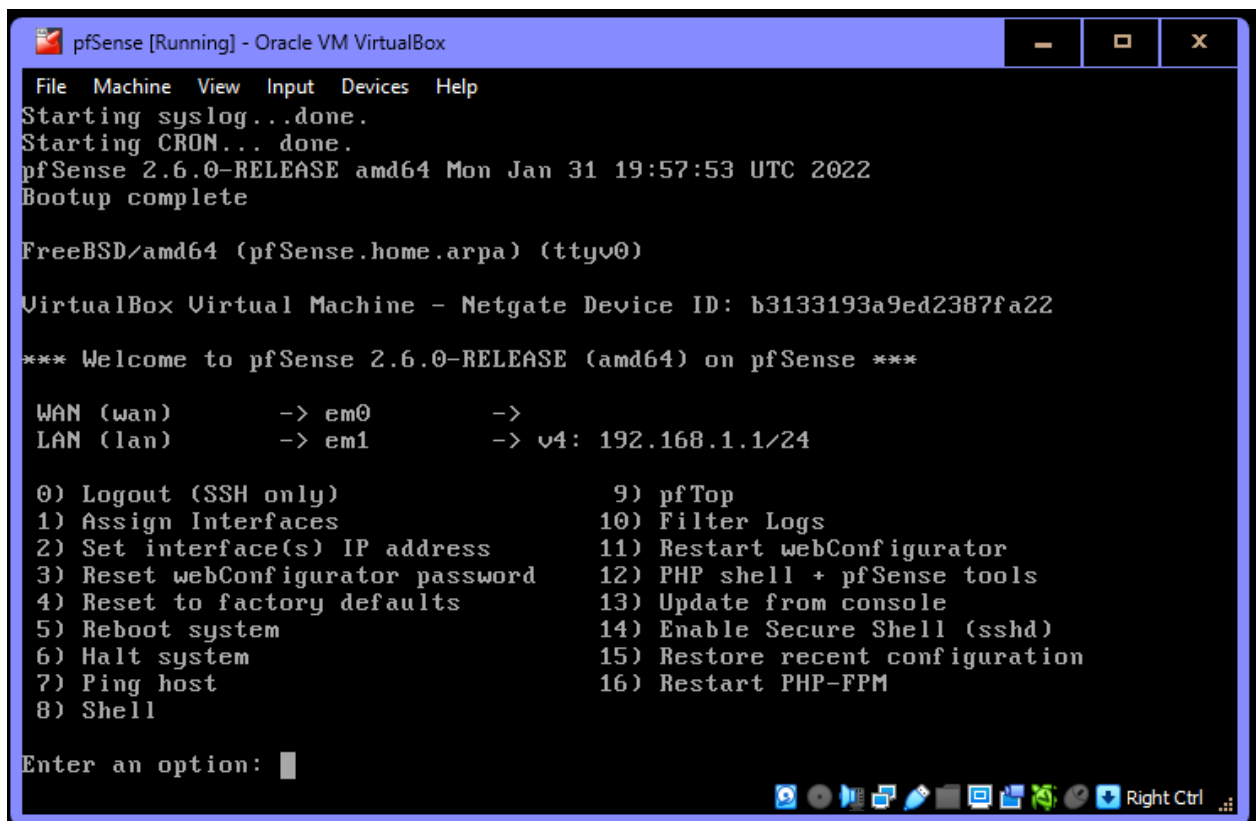 pfSense [Running] - Oracle VM VirtualBox
File Machine View Input Devices Help
Starting syslog...done.
Starting CRON... done.
pfSense 2.6.0-RELEASE amd64 Mon Jan 31 19:57:53 UTC 2022
Bootup complete
FreeBSD/amd64 (pfSense.home.arpa) (ttyv0)
VirtualBox Virtual Machine - Netgate Device ID: b3133193a9ed2387fa22
*** Welcome to pfSense 2.6.0-RELEASE (amd64) on pfSense ***
WAN (wan) -> em0 ->
LAN (lan) -> em1 -> v4: 192.168.1.1/24
0) Logout (SSH only) 9) pfTop
1) Assign Interfaces 10) Filter Logs
2) Set interface(s) IP address 11) Restart webConfigurator
3) Reset webConfigurator password 12) PHP shell + pfSense tools
4) Reset to factory defaults 13) Update from console
5) Reboot system 14) Enable Secure Shell (sshd)
6) Halt system 15) Restore recent configuration
7) Ping host 16) Restart PHP-FPM
8) Shell
Enter an option:
Right Ctrl